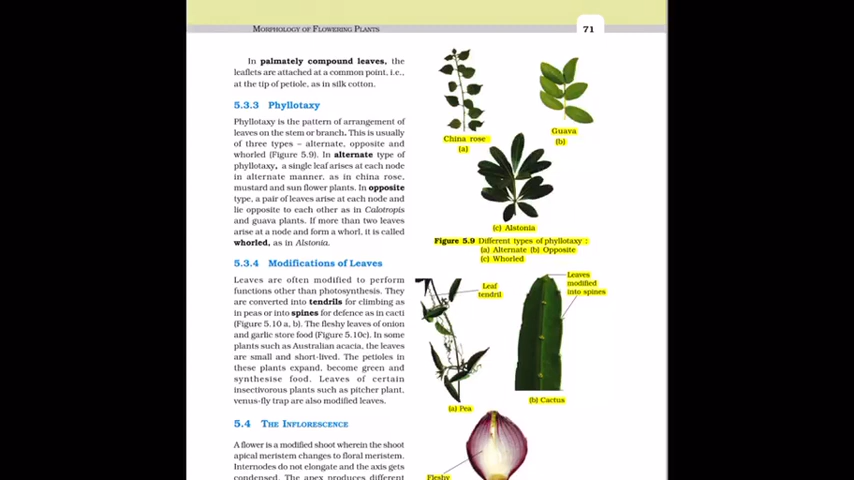 MORPHOLOGY OF FLOWERING PLANTS
71
In palmately compound leaves, the
leaflets are attached at a common point, i.e.,
at the tip of petiole, as in silk cotton.
5.3.3 Phyllotaxy
Phyllotaxy is the pattern of arrangement of
leaves on the stem or branch. This is usually
of three types – alternate, opposite and
whorled (Figure 5.9). In alternate type of
phyllotaxy, a single leaf arises at each node
in alternate manner, as in china rose,
mustard and sun flower plants. In opposite
type, a pair of leaves arise at each node and
lie opposite to each other as in Calotropis
and guava plants. If more than two leaves
arise at a node and form a whorl, it is called
whorled, as in Alstonia.
5.3.4 Modifications of Leaves
Leaves are often modified to perform
functions other than photosynthesis. They
are converted into tendrils for climbing as
in peas or into spines for defence as in cacti
(Figure 5.10 a, b). The fleshy leaves of onion
and garlic store food (Figure 5.10c). In some
plants such as Australian acacia, the leaves
are small and short-lived. The petioles in
these plants expand, become green and
synthesise food. Leaves of certain
insectivorous plants such as pitcher plant,
venus-fly trap are also modified leaves.
5.4 THE INFLORESCENCE
A flower is a modified shoot wherein the shoot
apical meristem changes to floral meristem.
Internodes do not elongate and the axis gets
condensed. The apex produces different
China rose
(a)
Guava
(b)
(c) Alstonia
Figure 5.9 Different types of phyllotaxy :
(a) Alternate (b) Opposite
(c) Whorled
Leaf
tendril
Leaves
modified
into spines
(a) Pea
(b) Cactus
Fleshy